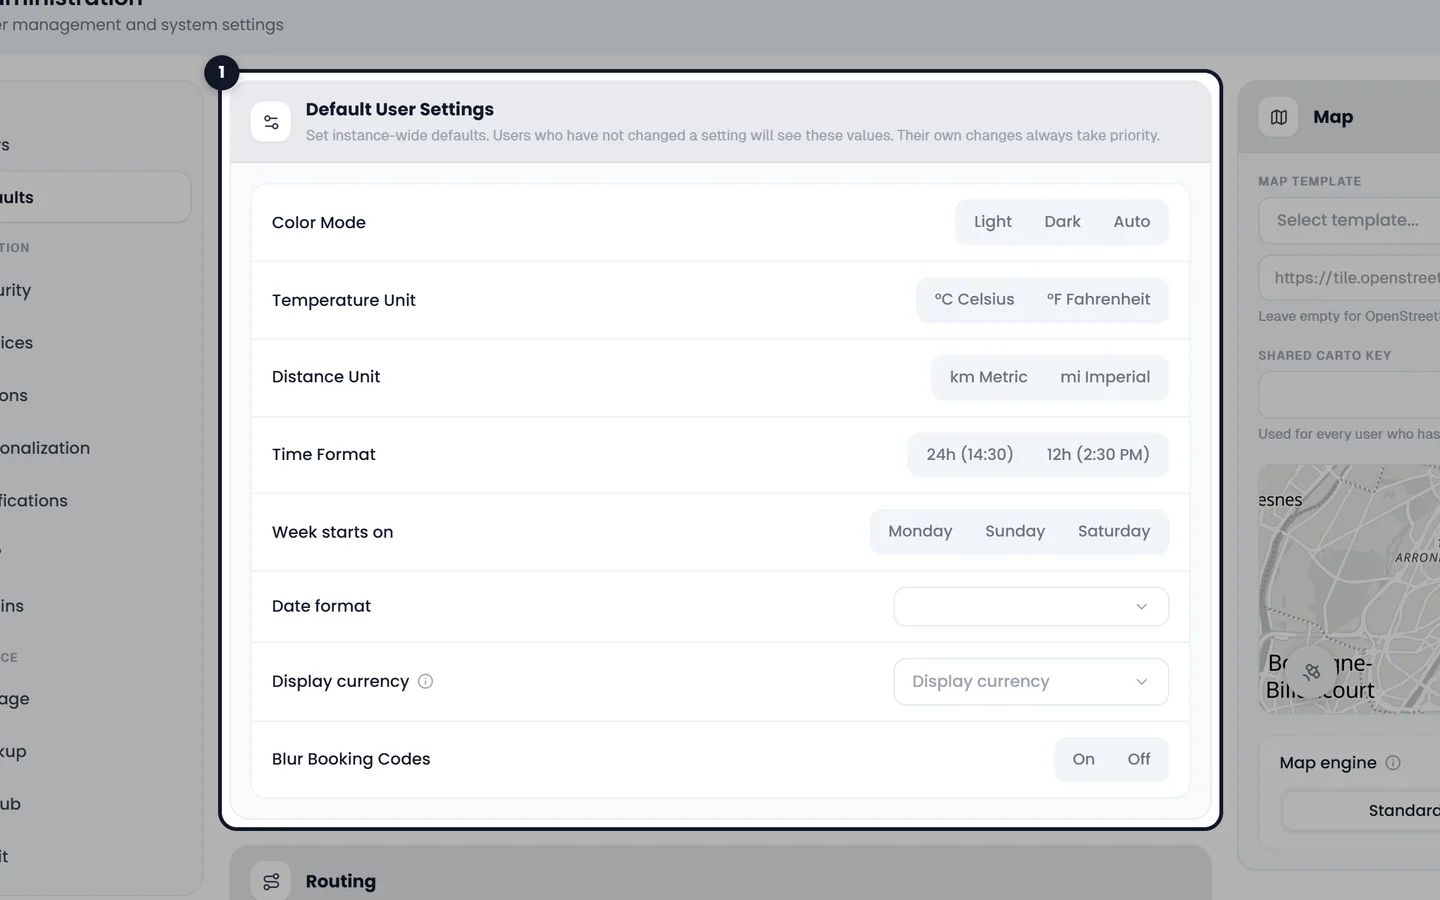 er management and system settings
1
Default User Settings
Set instance-wide defaults. Users who have not changed a setting will see these values. Their own changes always take priority.
Color Mode
Light Dark Auto
Temperature Unit
°C Celsius °F Fahrenheit
Distance Unit
km Metric mi Imperial
Time Format
24h (14:30) 12h (2:30 PM)
Week starts on
Monday Sunday Saturday
Date format
Display currency
Display currency
Blur Booking Codes
On Off
Routing
Map
MAP TEMPLATE
Select template...
https://tile.openstreet
Leave empty for OpenStreet
SHARED CARTO KEY
Used for every user who has
esnes
ARRON
Map engine
Standard
aults
TION
urity
ices
ons
onalization
fications
ins
CE
age
kup
ub
it